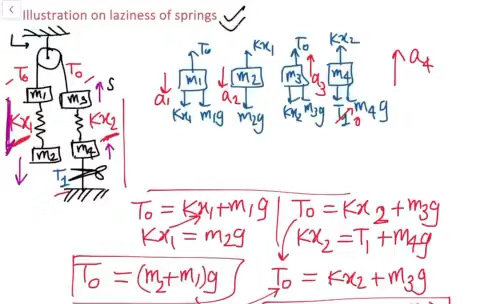 Illustration on laziness of springs
T₀ T₀ S
m₁ m₃
Kx₁ Kx₂
m₂ m₄
T₁
T₀ Kx₁ T₀ Kx₂
m₁ m₂ m₃ m₄
a₁ a₂ a₃ a₄
Kx₁ m₁g m₂g Kx₂ m₃g T₁ 0 m₄g
T₀ = Kx₁+m₁g T₀ = Kx₂+m₃g
Kx₁ = m₂g Kx₂ = T₁+m₄g
T₀ = (m₂+m₁)g T₀ = Kx₂+m₃g